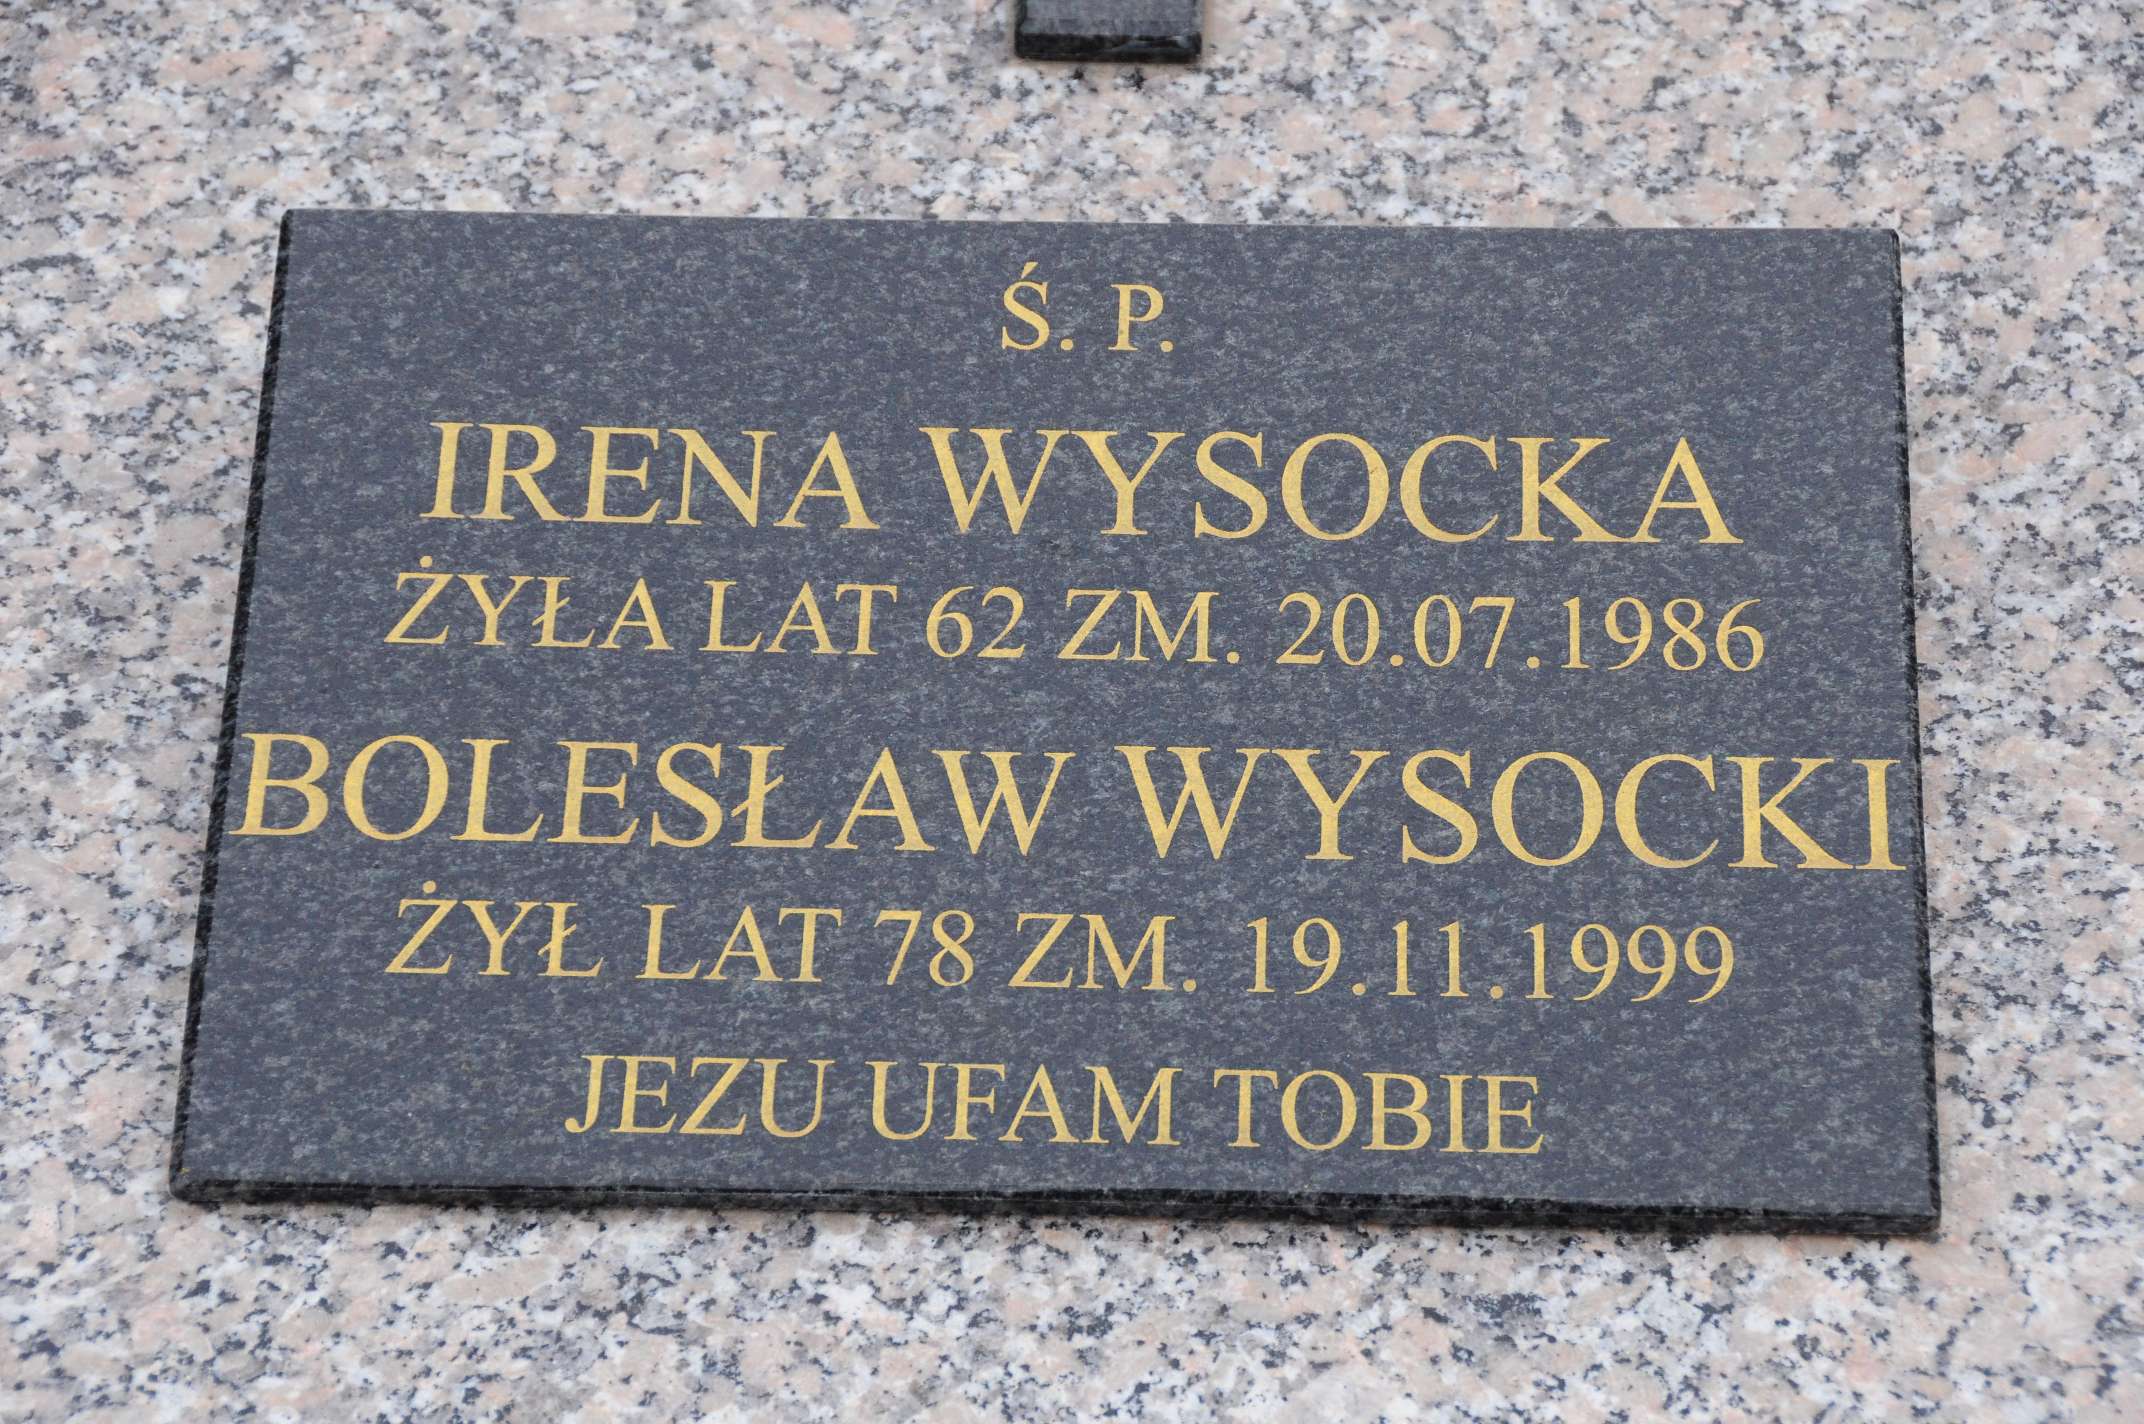 Ś. P.
IRENA WYSOCKA
ŻYŁA LAT 62 ZM. 20.07.1986
BOLESŁAW WYSOCKI
ŻYŁ LAT 78 ZM. 19.11.1999
JEZU UFAM TOBIE